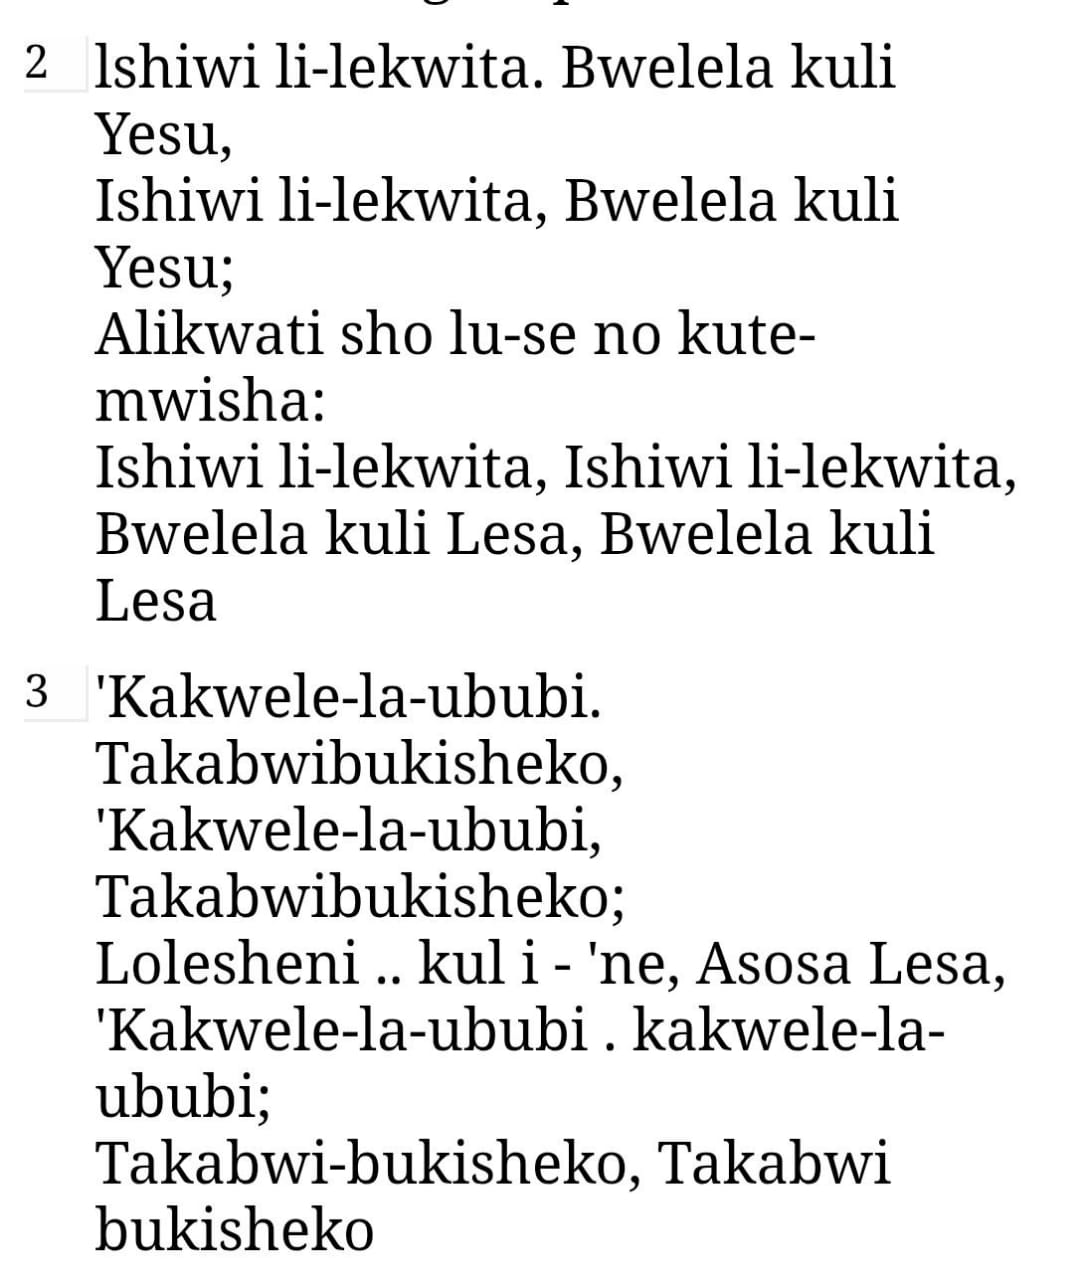 2 lshiwi li-lekwita. Bwelela kuli
Yesu,
Ishiwi li-lekwita, Bwelela kuli
Yesu;
Alikwati sho lu-se no kute-
mwisha:
Ishiwi li-lekwita, Ishiwi li-lekwita,
Bwelela kuli Lesa, Bwelela kuli
Lesa
3 'Kakwele-la-ububi.
Takabwibukisheko,
'Kakwele-la-ububi,
Takabwibukisheko;
Lolesheni .. kul i - 'ne, Asosa Lesa,
'Kakwele-la-ububi . kakwele-la-
ububi;
Takabwi-bukisheko, Takabwi
bukisheko